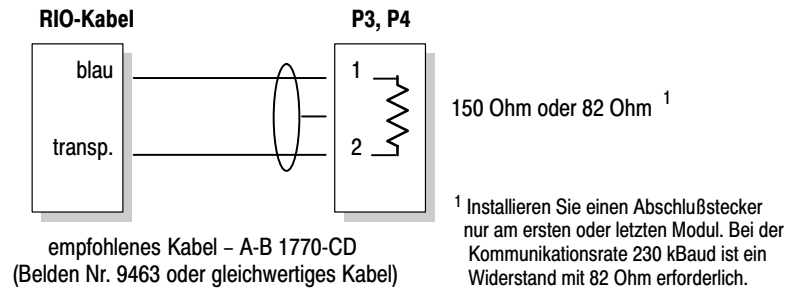 RIO-Kabel
P3, P4
blau
1
transp.
2
150 Ohm oder 82 Ohm 1
empfohlenes Kabel – A-B 1770-CD
(Belden Nr. 9463 oder gleichwertiges Kabel)
1 Installieren Sie einen Abschlußstecker
nur am ersten oder letzten Modul. Bei der
Kommunikationsrate 230 kBaud ist ein
Widerstand mit 82 Ohm erforderlich.